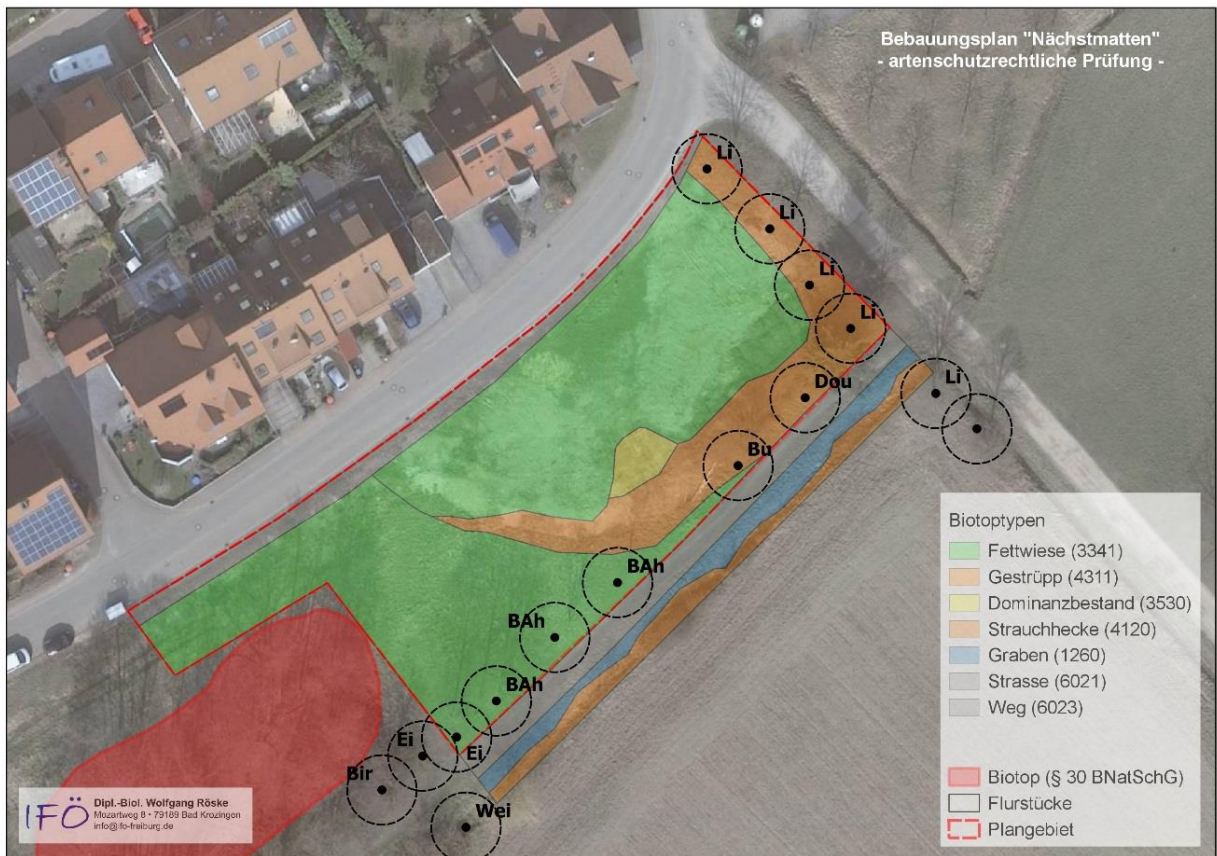 Bebauungsplan "Nächstmatten"
- artenschutzrechtliche Prüfung -
Li
Li
Li
Li
Li
Dou
Bu
BAh
BAh
BAh
Ei
Ei
Bir
Wei
Biotoptypen
Fettwiese (3341)
Gestrüpp (4311)
Dominanzbestand (3530)
Strauchhecke (4120)
Graben (1260)
Strasse (6021)
Weg (6023)
Biotop (§ 30 BNatSchG)
Flurstücke
Plangebiet
IFÖ
Dipl.-Biol. Wolfgang Röske
Mozartweg 8 • 79189 Bad Krozingen
info@ifo-freiburg.de